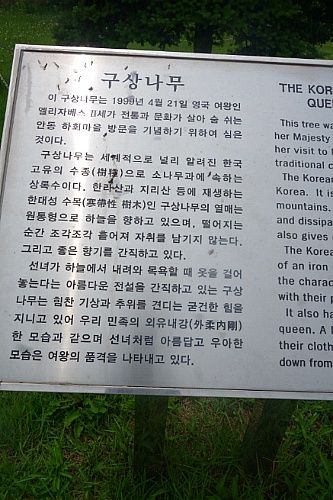 구상나무
이 구상나무는 1999년 4월 21일 영국 여왕인
엘리자베스 Ⅱ세가 전통과 문화가 살아 숨 쉬는
안동 하회마을 방문을 기념하기 위하여 심은
것이다.
구상나무는 세계적으로 널리 알려진 한국
고유의 수종(樹種)으로 소나무과에 속하는
상록수이다. 한라산과 지리산 등에 재생하는
한대성 수목(寒帶性 樹木)인 구상나무의 열매는
원통형으로 하늘을 향하고 있으며, 떨어지는
순간 조각조각 흩어져 자취를 남기지 않는다.
그리고 좋은 향기를 간직하고 있다.
선녀가 하늘에서 내려와 목욕할 때 옷을 걸어
놓는다는 아름다운 전설을 간직하고 있는 구상
나무는 힘찬 기상과 추위를 견디는 굳건한 힘을
지니고 있어 우리 민족의 외유내강(外柔內剛)
한 모습과 같으며 선녀처럼 아름답고 우아한
모습은 여왕의 품격을 나타내고 있다.
THE KOR
QUE
This tree wa
her Majesty
her visit to
traditional c
The Korean
Korea. It is
mountains.
and dissipa
also gives
The Korea
of an iron
the charac
with their p
It also ha
queen. A l
their cloth
down from